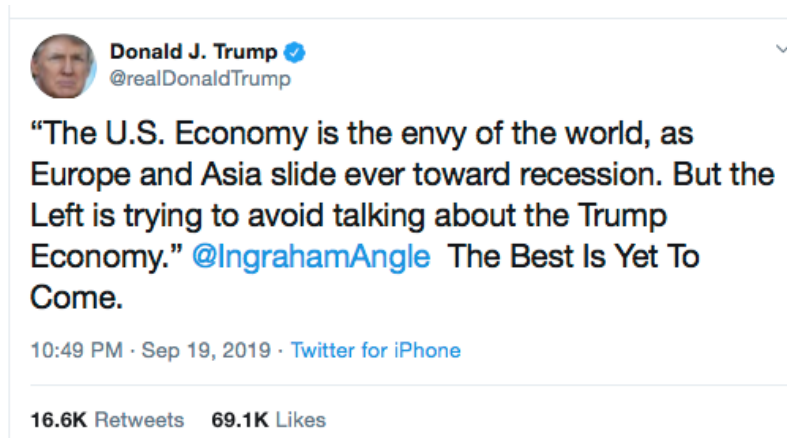 Donald J. Trump
@realDonaldTrump
“The U.S. Economy is the envy of the world, as
Europe and Asia slide ever toward recession. But the
Left is trying to avoid talking about the Trump
Economy.” @IngrahamAngle The Best Is Yet To
Come.
10:49 PM · Sep 19, 2019 · Twitter for iPhone
16.6K Retweets 69.1K Likes